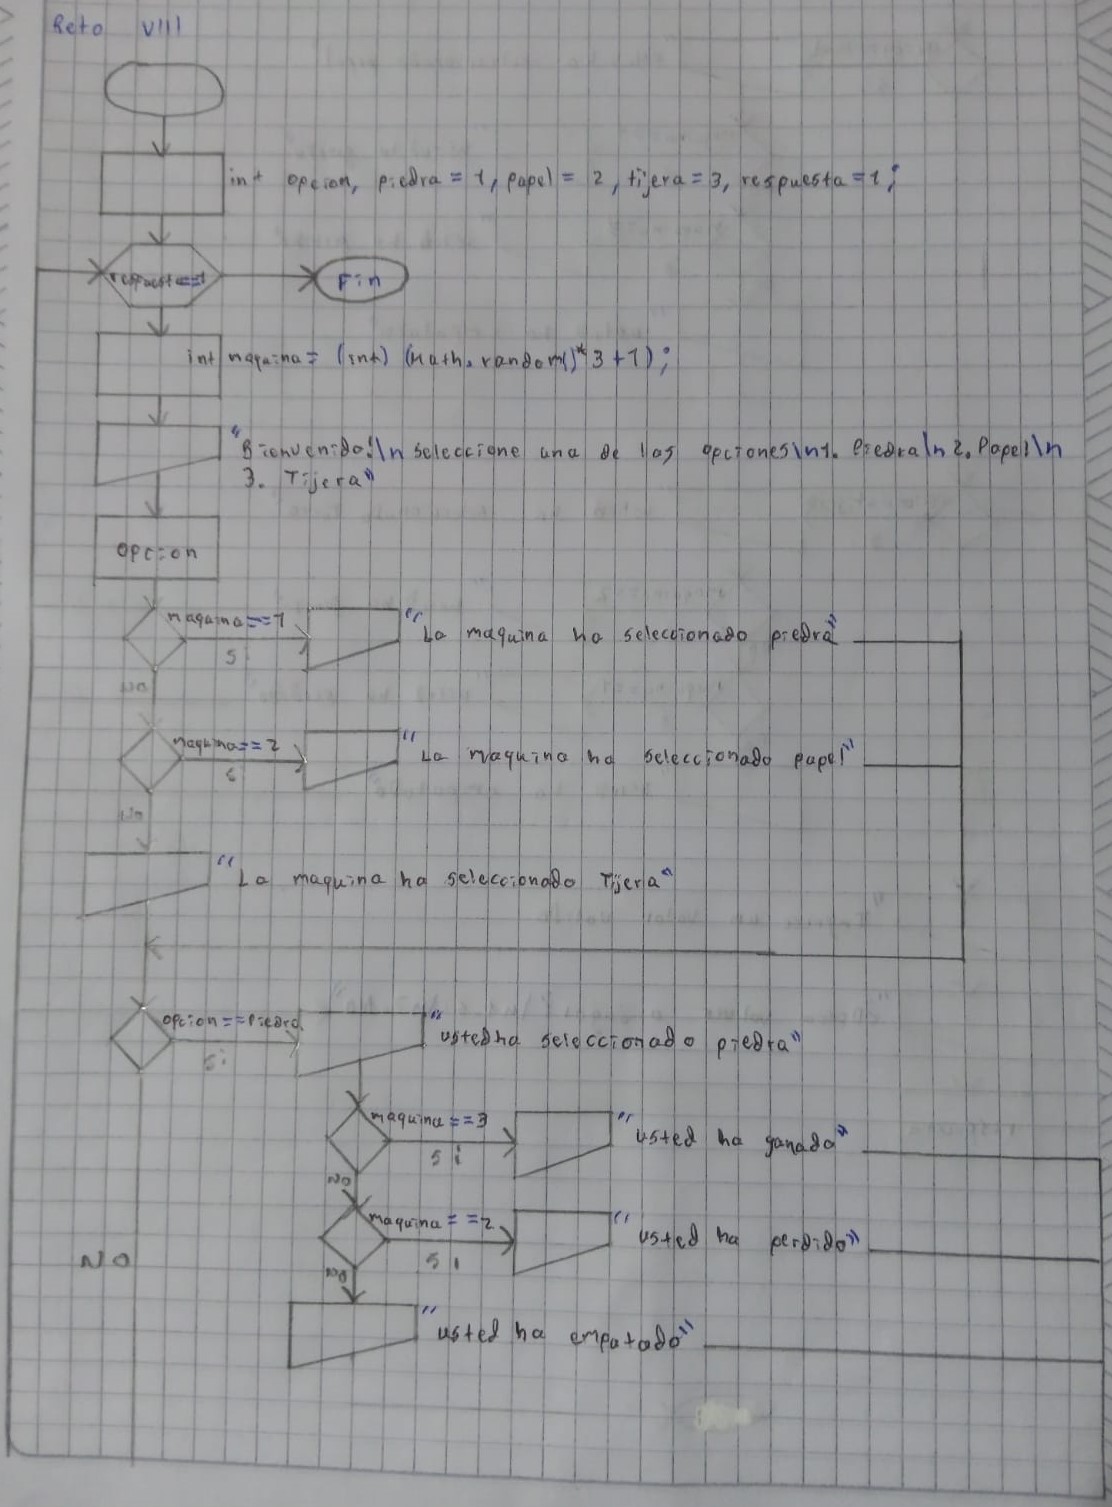 Reto VIII
int opcion, piedra = 1, papel = 2, tijera = 3, respuesta = 1;
respuesta==1
Fin
int maquina = (int) (Math.random()*3+1);
"Bienvenido!\n seleccione una de las opciones\n1. Piedra\n2. Papel\n
3. Tijera"
opcion
maquina==1
"La maquina ha seleccionado piedra"
si
no
maquina==2
"La maquina ha seleccionado papel"
si
no
"La maquina ha seleccionado Tijera"
opcion==Piedra
"usted ha seleccionado piedra"
si
maquina==3
"usted ha ganado"
si
no
maquina==2
"usted ha perdido"
si
NO
no
"usted ha empatado"